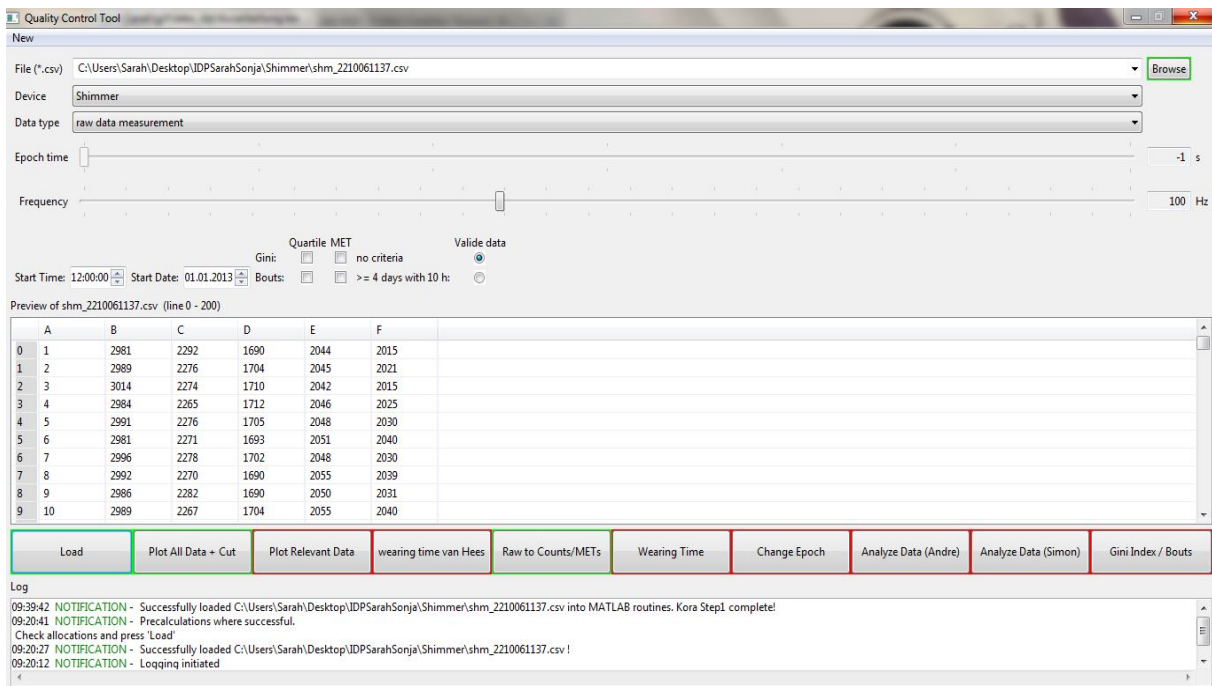 Quality Control Tool
New
File (*.csv) C:\Users\Sarah\Desktop\IDPSarahSonja\Shimmer\shm_2210061137.csv Browse
Device Shimmer
Data type raw data measurement
Epoch time -1 s
Frequency 100 Hz
Quartile MET Valide data
Gini: no criteria
Start Time: 12:00:00 Start Date: 01.01.2013 Bouts: >= 4 days with 10 h:
Preview of shm_2210061137.csv (line 0 - 200)
A B C D E F
0 1 2981 2292 1690 2044 2015
1 2 2989 2276 1704 2045 2021
2 3 3014 2274 1710 2042 2015
3 4 2984 2265 1712 2046 2025
4 5 2991 2276 1705 2048 2030
5 6 2981 2271 1693 2051 2040
6 7 2996 2278 1702 2048 2030
7 8 2992 2270 1690 2055 2039
8 9 2986 2282 1690 2050 2031
9 10 2989 2267 1704 2055 2040
Load Plot All Data + Cut Plot Relevant Data wearing time van Hees Raw to Counts/METs Wearing Time Change Epoch Analyze Data (Andre) Analyze Data (Simon) Gini Index / Bouts
Log
09:39:42 NOTIFICATION - Successfully loaded C:\Users\Sarah\Desktop\IDPSarahSonja\Shimmer\shm_2210061137.csv into MATLAB routines. Kora Step1 complete!
09:20:41 NOTIFICATION - Precalculations where successful.
Check allocations and press 'Load'
09:20:27 NOTIFICATION - Successfully loaded C:\Users\Sarah\Desktop\IDPSarahSonja\Shimmer\shm_2210061137.csv !
09:20:12 NOTIFICATION - Logging initiated